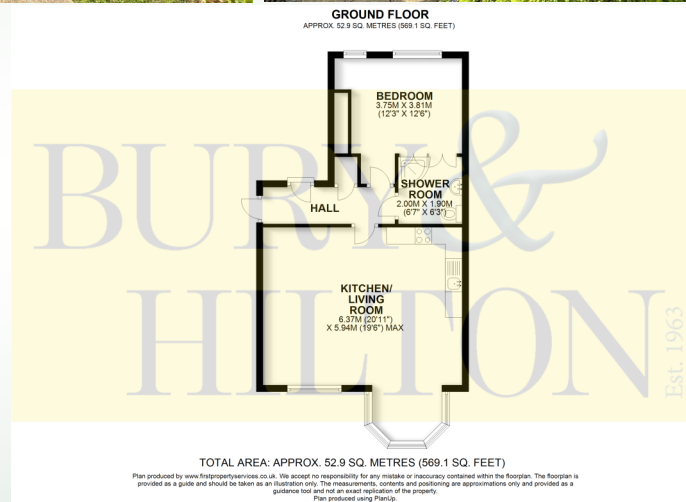 GROUND FLOOR
APPROX. 52.9 SQ. METRES (569.1 SQ. FEET)
BEDROOM
3.75M X 3.81M
(12'3" X 12'6")
SHOWER
ROOM
2.00M X 1.90M
(6'7" X 6'3")
HALL
KITCHEN/
LIVING
ROOM
6.37M (20'11")
X 5.94M (19'6") MAX
BURY &
HILTON
Est. 1963
TOTAL AREA: APPROX. 52.9 SQ. METRES (569.1 SQ. FEET)
Plan produced by www.firstpropertyservices.co.uk. We accept no responsibility for any mistake or inaccuracy contained within the floorplan. The floorplan is
provided as a guide and should be taken as an illustration only. The measurements, contents and positioning are approximations only and provided as a
guidance tool and not an exact replication of the property.
Plan produced using PlanUp.